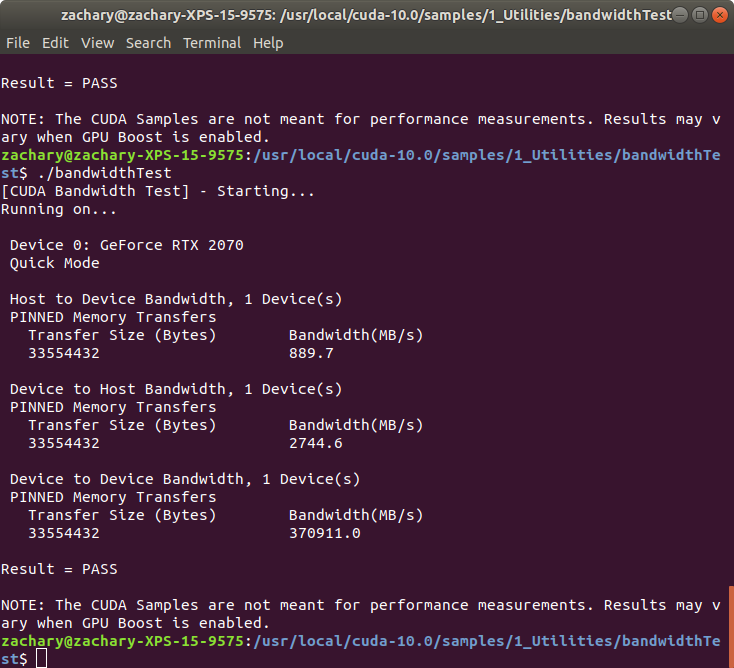 zachary@zachary-XPS-15-9575: /usr/local/cuda-10.0/samples/1_Utilities/bandwidthTest
File Edit View Search Terminal Help
Result = PASS
NOTE: The CUDA Samples are not meant for performance measurements. Results may v
ary when GPU Boost is enabled.
zachary@zachary-XPS-15-9575:/usr/local/cuda-10.0/samples/1_Utilities/bandwidthTe
st$ ./bandwidthTest
[CUDA Bandwidth Test] - Starting...
Running on...
Device 0: GeForce RTX 2070
Quick Mode
Host to Device Bandwidth, 1 Device(s)
PINNED Memory Transfers
Transfer Size (Bytes) Bandwidth(MB/s)
33554432 889.7
Device to Host Bandwidth, 1 Device(s)
PINNED Memory Transfers
Transfer Size (Bytes) Bandwidth(MB/s)
33554432 2744.6
Device to Device Bandwidth, 1 Device(s)
PINNED Memory Transfers
Transfer Size (Bytes) Bandwidth(MB/s)
33554432 370911.0
Result = PASS
NOTE: The CUDA Samples are not meant for performance measurements. Results may v
ary when GPU Boost is enabled.
zachary@zachary-XPS-15-9575:/usr/local/cuda-10.0/samples/1_Utilities/bandwidthTe
st$